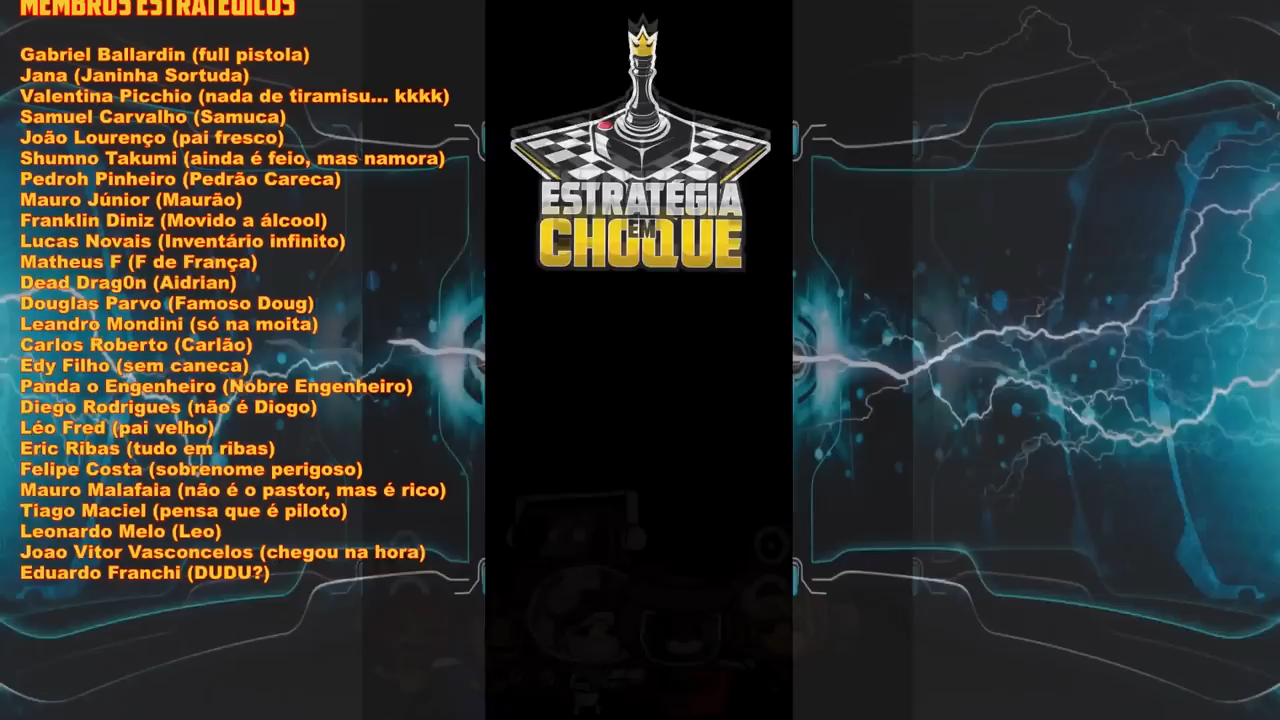 MEMBROS ESTRATÉGICOS
Gabriel Ballardin (full pistola)
Jana (Janinha Sortuda)
Valentina Picchio (nada de tiramisu... kkkk)
Samuel Carvalho (Samuca)
João Lourenço (pai fresco)
Shumno Takumi (ainda é feio, mas namora)
Pedroh Pinheiro (Pedrão Careca)
Mauro Júnior (Maurão)
Franklin Diniz (Movido a álcool)
Lucas Novais (Inventário infinito)
Matheus F (F de França)
Dead Drag0n (Aidrian)
Douglas Parvo (Famoso Doug)
Leandro Mondini (só na moita)
Carlos Roberto (Carlão)
Edy Filho (sem caneca)
Panda o Engenheiro (Nobre Engenheiro)
Diego Rodrigues (não é Diogo)
Léo Fred (pai velho)
Eric Ribas (tudo em ribas)
Felipe Costa (sobrenome perigoso)
Mauro Malafaia (não é o pastor, mas é rico)
Tiago Maciel (pensa que é piloto)
Leonardo Melo (Leo)
Joao Vitor Vasconcelos (chegou na hora)
Eduardo Franchi (DUDU?)
ESTRATÉGIA
EM
CHOQUE